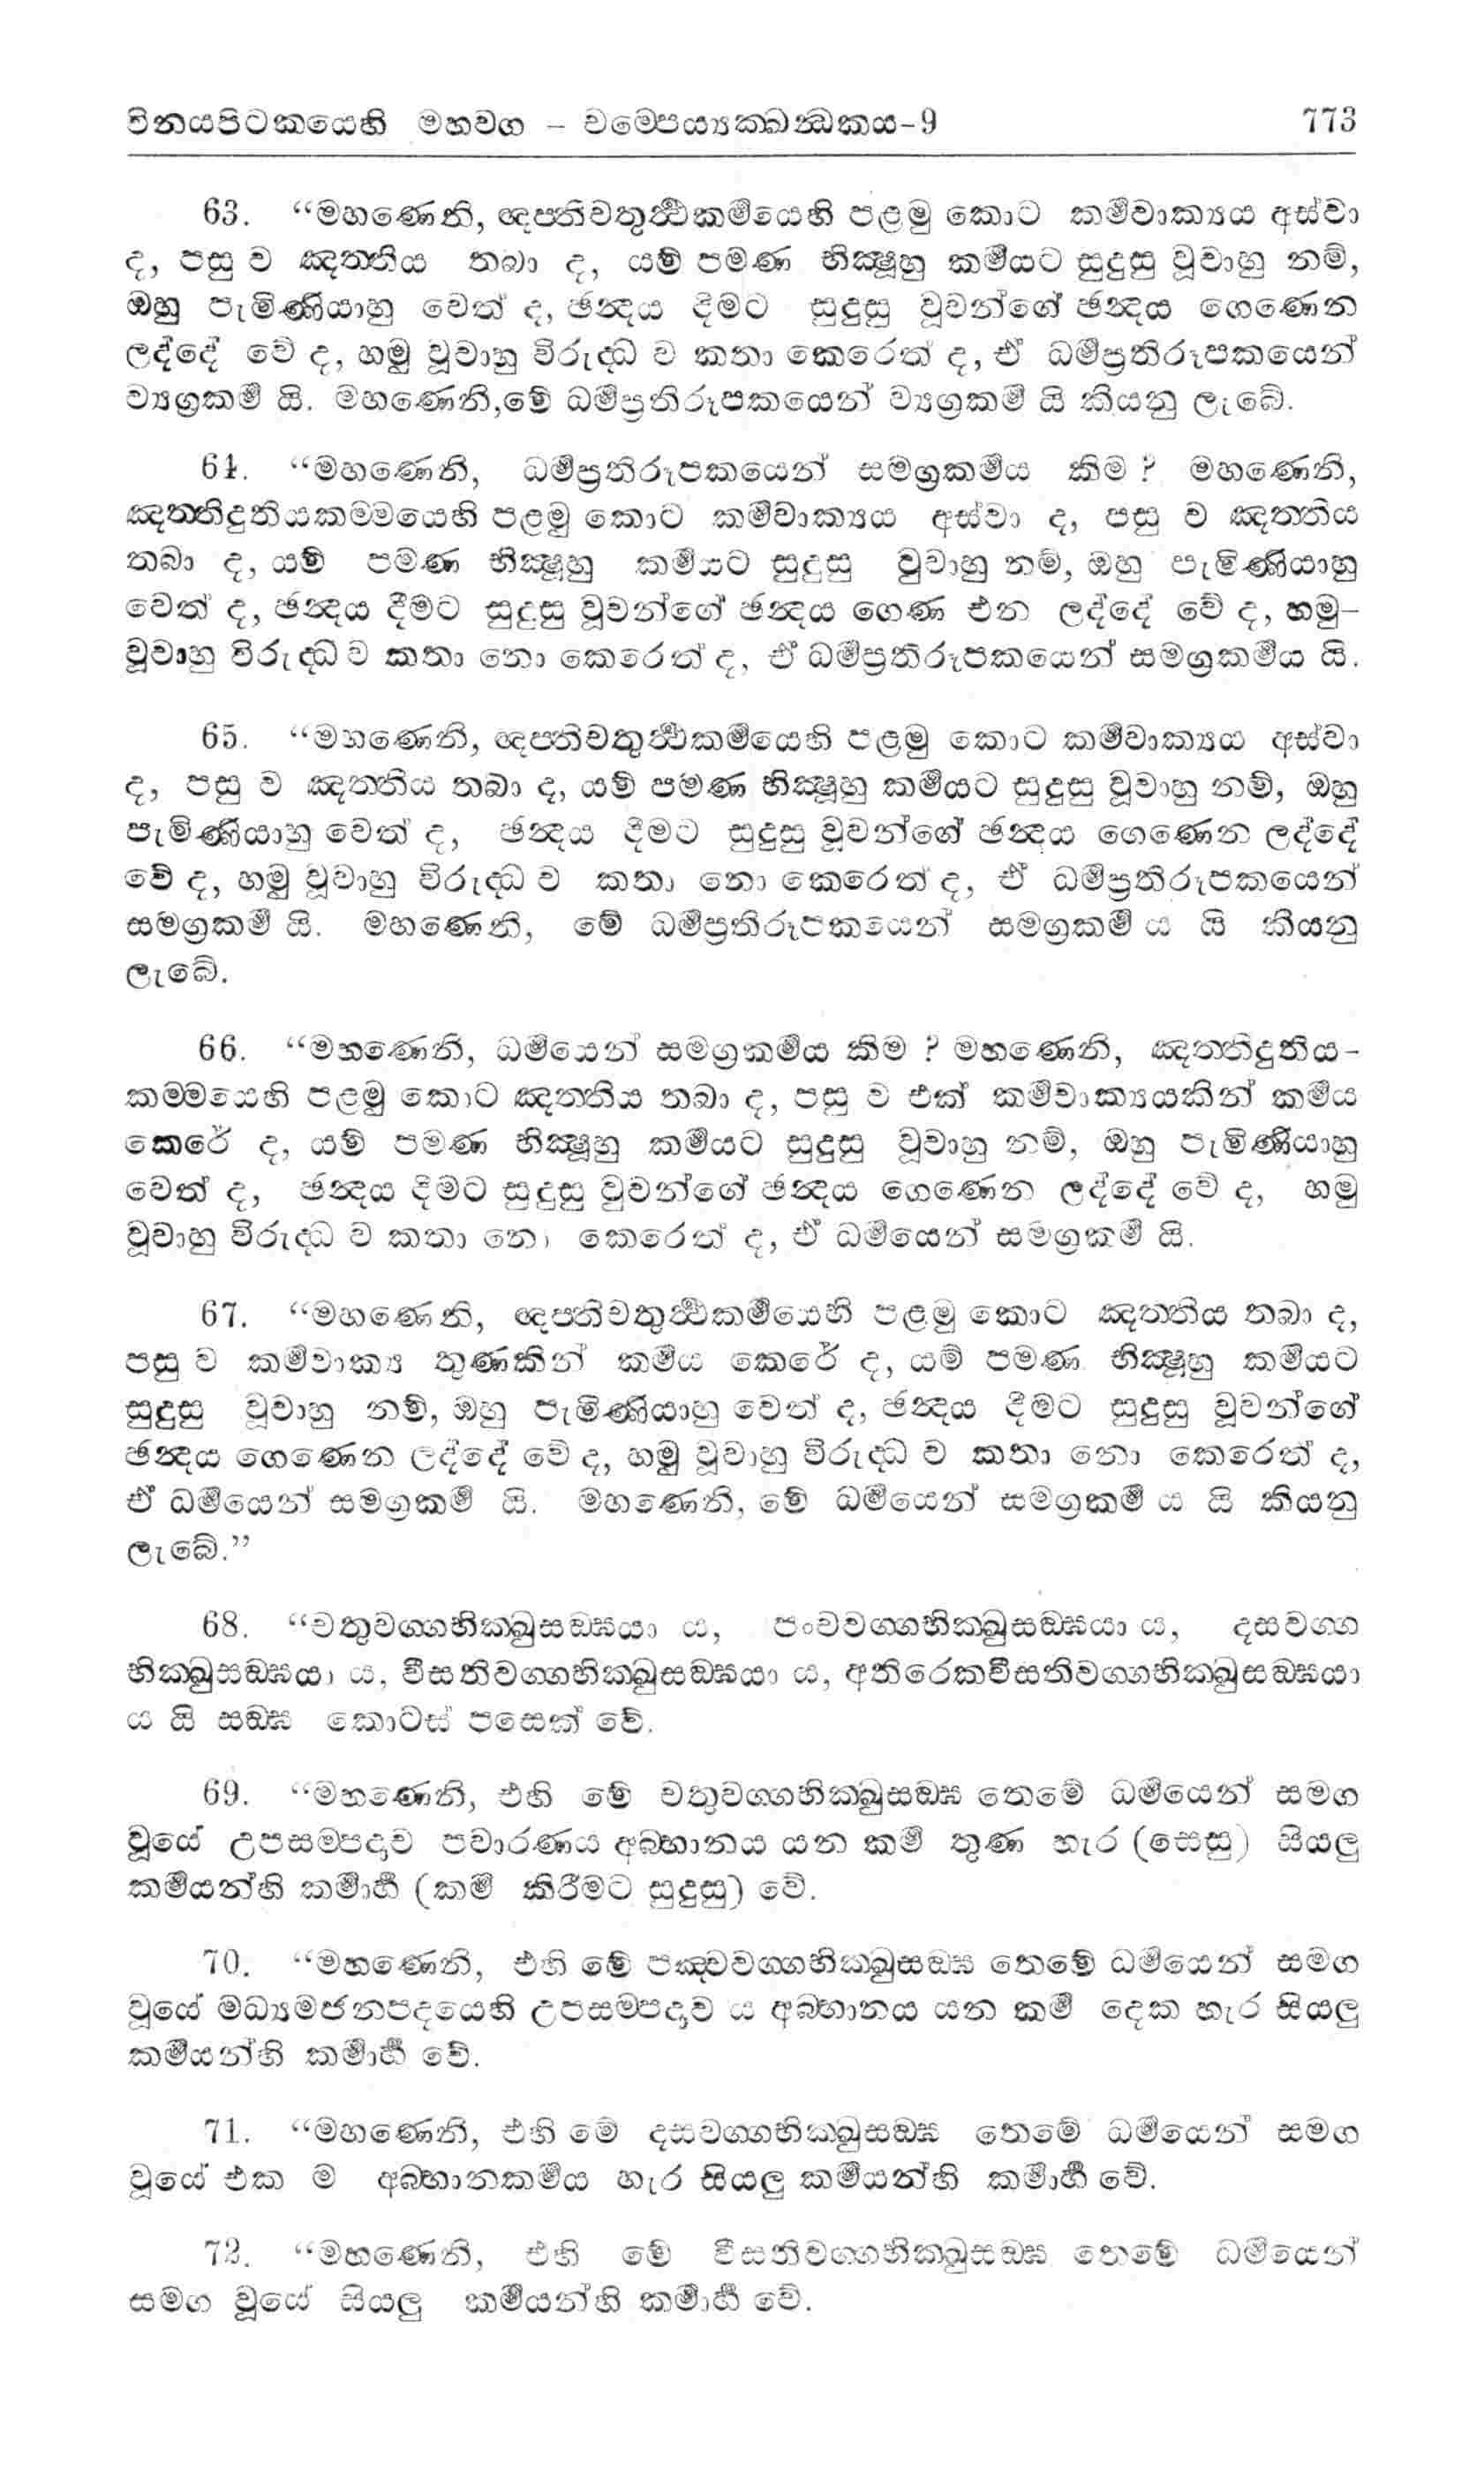 විනයපිටකයෙහි මහවග – චම්පෙය්‍යක්ඛන්ධකය-9 773
63. “මහණෙනි, ඥප්තිචතුර්‍ථකර්‍මයෙහි පළමු කොට කර්‍මවාක්‍යය අස්වා
ද, පසු ව ඤත්තිය තබා ද, යම් පමණ භික්‍ෂූහු කර්‍මයට සුදුසු වූවාහු නම්,
ඔහු පැමිණියාහු වෙත් ද, ඡන්‍දය දීමට සුදුසු වූවන්ගේ ඡන්‍දය ගෙණෙන
ලද්දේ වේ ද, හමු වූවාහු විරුද්ධ ව කතා කෙරෙත් ද, ඒ ධර්‍මප්‍රතිරූපකයෙන්
ව්‍යග්‍රකර්‍ම යි. මහණෙනි,මේ ධර්‍මප්‍රතිරූපකයෙන් ව්‍යග්‍රකර්‍ම යි කියනු ලැබේ.
64. “මහණෙනි, ධර්‍මප්‍රතිරූපකයෙන් සමග්‍රකර්‍මය කිම ? මහණෙනි,
ඤත්තිදුතියකම්මයෙහි පළමු කොට කර්‍මවාක්‍යය අස්වා ද, පසු ව ඤත්තිය
තබා ද, යම් පමණ භික්‍ෂූහු කර්‍මයට සුදුසු වූවාහු නම්, ඔහු පැමිණියාහු
වෙත් ද, ඡන්‍දය දීමට සුදුසු වූවන්ගේ ඡන්‍දය ගෙණ එන ලද්දේ වේ ද, හමු-
වූවාහු විරුද්ධ ව කතා නො කෙරෙත් ද, ඒ ධර්‍මප්‍රතිරූපකයෙන් සමග්‍රකර්‍මය යි.
65. “මහණෙනි, ඥප්තිචතුර්‍ථකර්‍මයෙහි පළමු කොට කර්‍මවාක්‍යය අස්වා
ද, පසු ව ඤත්තිය තබා ද, යම් පමණ භික්‍ෂූහු කර්‍මයට සුදුසු වූවාහු නම්, ඔහු
පැමිණියාහු වෙත් ද, ඡන්‍දය දීමට සුදුසු වූවන්ගේ ඡන්‍දය ගෙණෙන ලද්දේ
වේ ද, හමු වූවාහු විරුද්ධ ව කතා නො කෙරෙත් ද, ඒ ධර්‍මප්‍රතිරූපකයෙන්
සමග්‍රකර්‍ම යි. මහණෙනි, මේ ධර්‍මප්‍රතිරූපකයෙන් සමග්‍රකර්‍ම ය යි කියනු
ලැබේ.
66. “මහණෙනි, ධර්‍මයෙන් සමග්‍රකර්‍මය කිම ? මහණෙනි, ඤත්තිදුතිය-
කම්මයෙහි පළමු කොට ඤත්තිය තබා ද, පසු ව එක් කර්‍මවාක්‍යයකින් කර්‍මය
කෙරේ ද, යම් පමණ භික්‍ෂූහු කර්‍මයට සුදුසු වූවාහු නම්, ඔහු පැමිණියාහු
වෙත් ද, ඡන්‍දය දීමට සුදුසු වූවන්ගේ ඡන්‍දය ගෙණෙන ලද්දේ වේ ද, හමු
වූවාහු විරුද්ධ ව කතා නො කෙරෙත් ද, ඒ ධර්‍මයෙන් සමග්‍රකර්‍ම යි.
67. “මහණෙනි, ඥප්තිචතුර්‍ථකර්‍මයෙහි පළමු කොට ඤත්තිය තබා ද,
පසු ව කර්‍මවාක්‍ය තුණකින් කර්‍මය කෙරේ ද, යම් පමණ භික්‍ෂූහු කර්‍මයට
සුදුසු වූවාහු නම්, ඔහු පැමිණියාහු වෙත් ද, ඡන්‍දය දීමට සුදුසු වූවන්ගේ
ඡන්‍දය ගෙණෙන ලද්දේ වේ ද, හමු වූවාහු විරුද්ධ ව කතා නො කෙරෙත් ද,
ඒ ධර්‍මයෙන් සමග්‍රකර්‍ම යි. මහණෙනි, මේ ධර්‍මයෙන් සමග්‍රකර්‍ම ය යි කියනු
ලැබේ.”
68. “චතුවග්ගභික්ඛුසඞ්ඝයා ය, පංචවග්ගභික්ඛුසඞ්ඝයා ය, දසවග්ග
භික්ඛුසඞ්ඝයා ය, වීසතිවග්ගභික්ඛුසඞ්ඝයා ය, අතිරෙකවීසතිවග්ගභික්ඛුසඞ්ඝයා
ය යි සඞ්ඝ කොටස් පසෙක් වේ.
69. “මහණෙනි, එහි මේ චතුවග්ගභික්ඛුසඞ්ඝ තෙමේ ධර්‍මයෙන් සමග
වූයේ උපසම්පදාව පවාරණය අබ්භානය යන කර්‍ම තුණ හැර (සෙසු) සියලු
කර්‍මයන්හි කර්‍මාර්‍හ (කර්‍ම කිරීමට සුදුසු) වේ.
70. “මහණෙනි, එහි මේ පඤ්චවග්ගභික්ඛුසඞ්ඝ තෙමේ ධර්‍මයෙන් සමග
වූයේ මධ්‍යමජනපදයෙහි උපසම්පදාව ය අබ්භානය යන කර්‍ම දෙක හැර සියලු
කර්‍මයන්හි කර්‍මාර්‍හ වේ.
71. “මහණෙනි, එහි මේ දසවග්ගභික්ඛුසඞ්ඝ තෙමේ ධර්‍මයෙන් සමග
වූයේ එක ම අබ්භානකර්‍මය හැර සියලු කර්‍මයන්හි කර්‍මාර්‍හ වේ.
72. “මහණෙනි, එහි මේ වීසතිවග්ගභික්ඛුසඞ්ඝ තෙමේ ධර්‍මයෙන්
සමග වූයේ සියලු කර්‍මයන්හි කර්‍මාර්‍හ වේ.